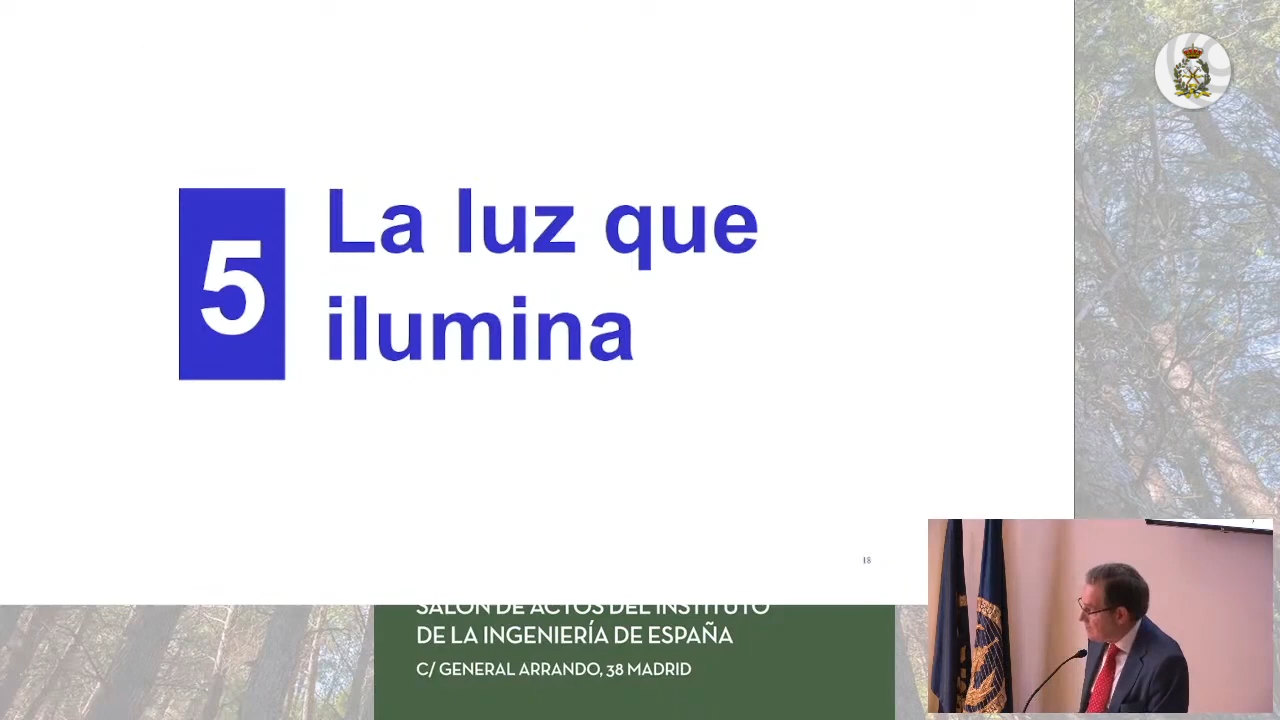 5
La luz que
ilumina
18
SALÓN DE ACTOS DEL INSTITUTO
DE LA INGENIERÍA DE ESPAÑA
C/ GENERAL ARRANDO, 38 MADRID